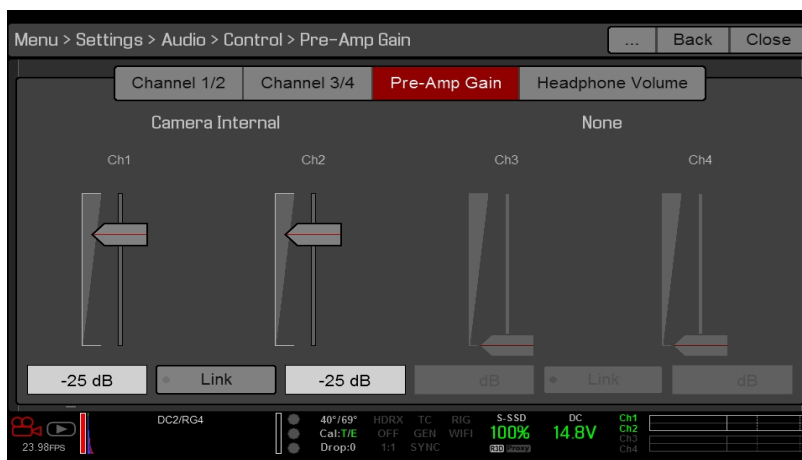 Menu > Settings > Audio > Control > Pre-Amp Gain ... Back Close
Channel 1/2 Channel 3/4 Pre-Amp Gain Headphone Volume
Camera Internal None
Ch1 Ch2 Ch3 Ch4
-25 dB Link -25 dB dB Link dB
DC2/RG4 40°/69° HDRX TC RIG S-SSD DC Ch1
Cal:T/E OFF GEN WIFI 100% 14.8V Ch2
Ch3
23.98FPS Drop:0 1:1 SYNC R3D Proxy Ch4